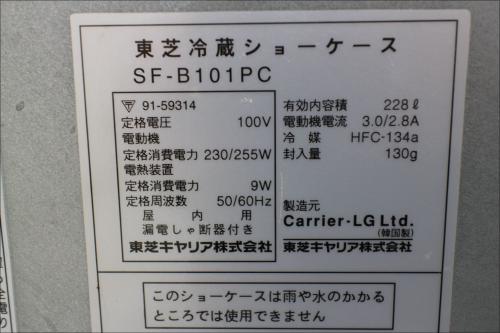 東芝冷蔵ショーケース
SF-B101PC
91-59314
定格電圧 100V
電動機
定格消費電力 230/255W
電熱装置
定格消費電力 9W
定格周波数 50/60Hz
屋内用
漏電しゃ断器付き
東芝キヤリア株式会社
有効内容積 228ℓ
電動機電流 3.0/2.8A
冷媒 HFC-134a
封入量 130g
製造元
Carrier-LG Ltd.
(韓国製)
東芝キヤリア株式会社
このショーケースは雨や水のかかる
ところでは使用できません